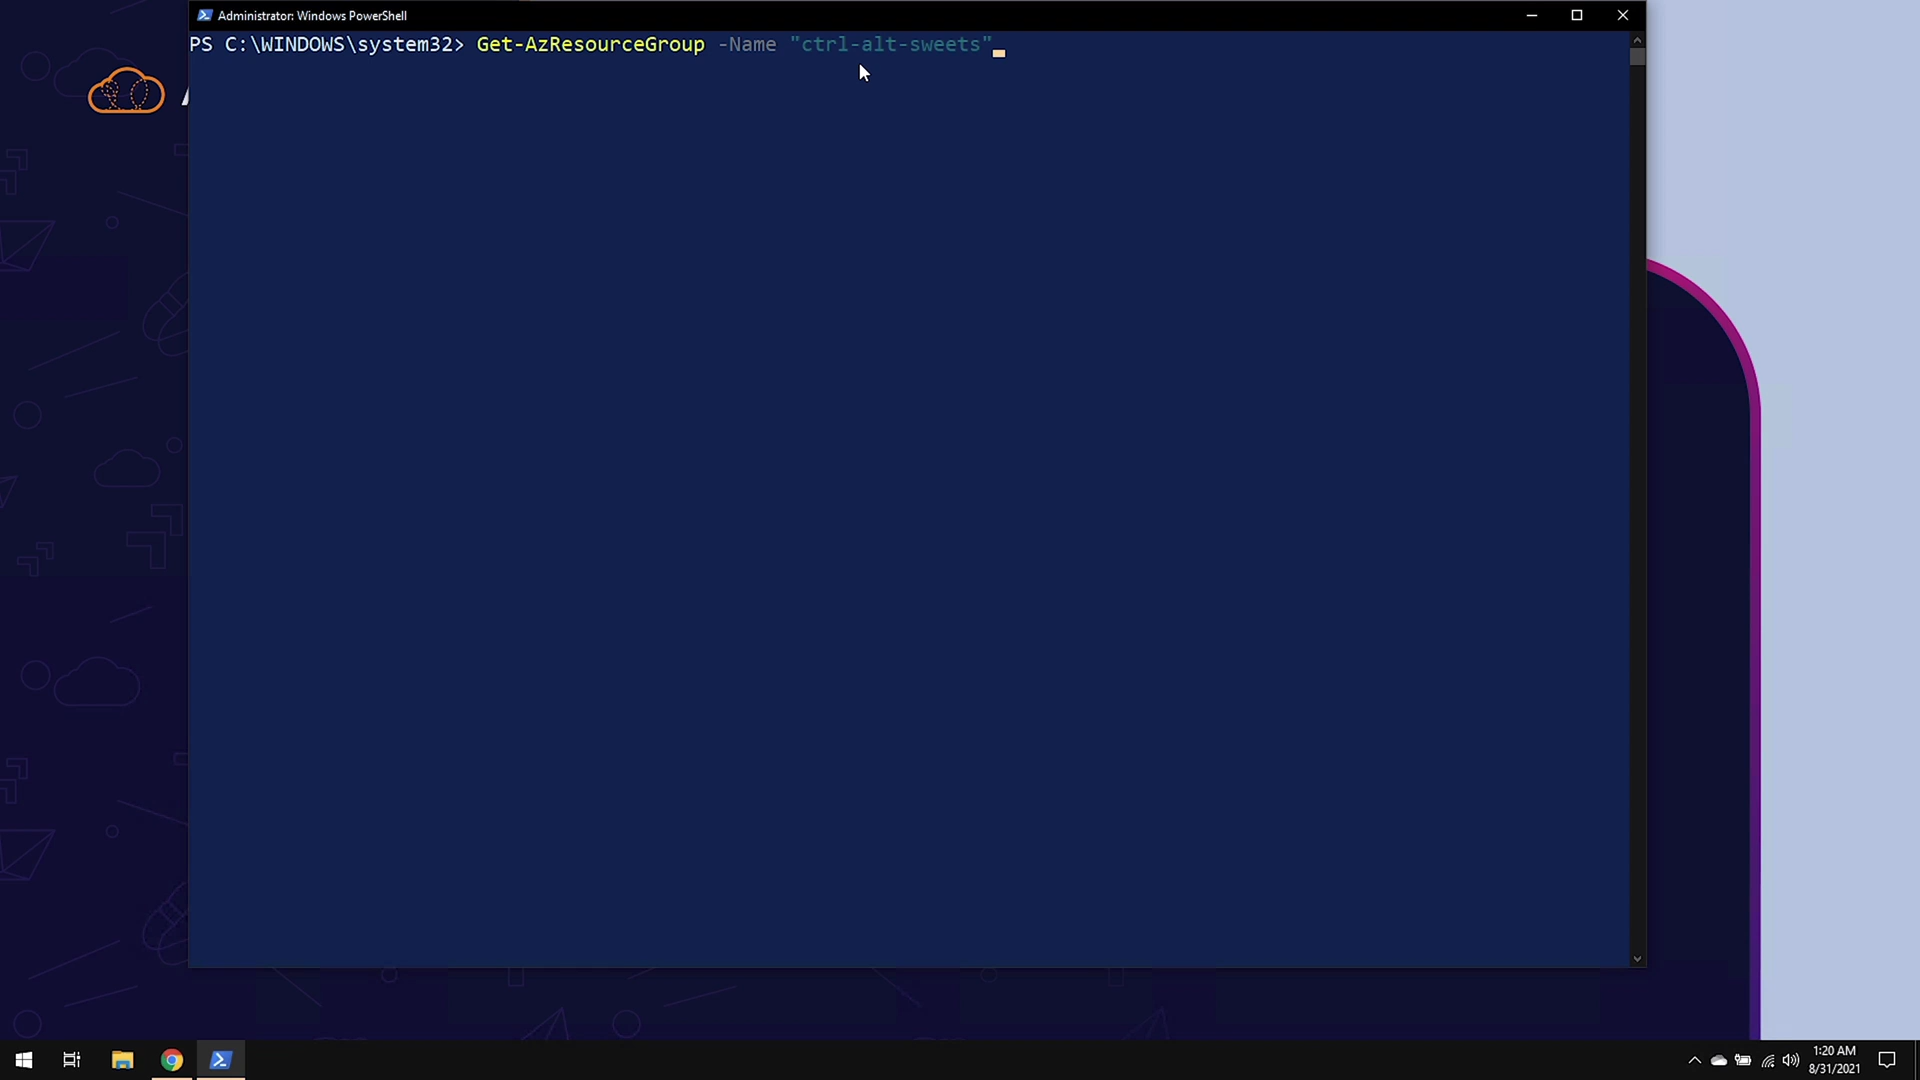 Administrator: Windows PowerShell
PS C:\WINDOWS\system32> Get-AzResourceGroup -Name "ctrl-alt-sweets"
1:20 AM
8/31/2021